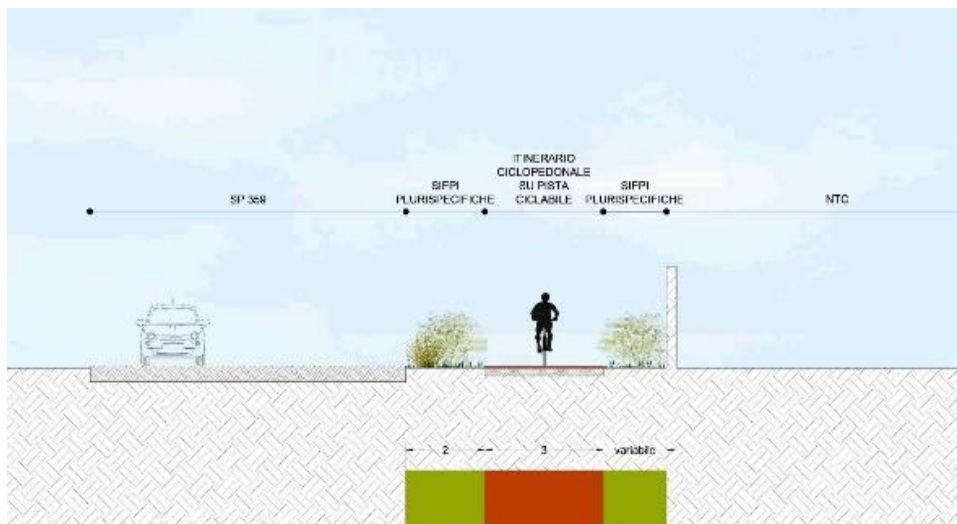 ITINERARIO
CICLOPEDONALE
SU PISTA
CICLABILE
SIEPI
PLURISPECIFICHE
SIEPI
PLURISPECIFICHE
SP 359
NTC
2
3
variabile